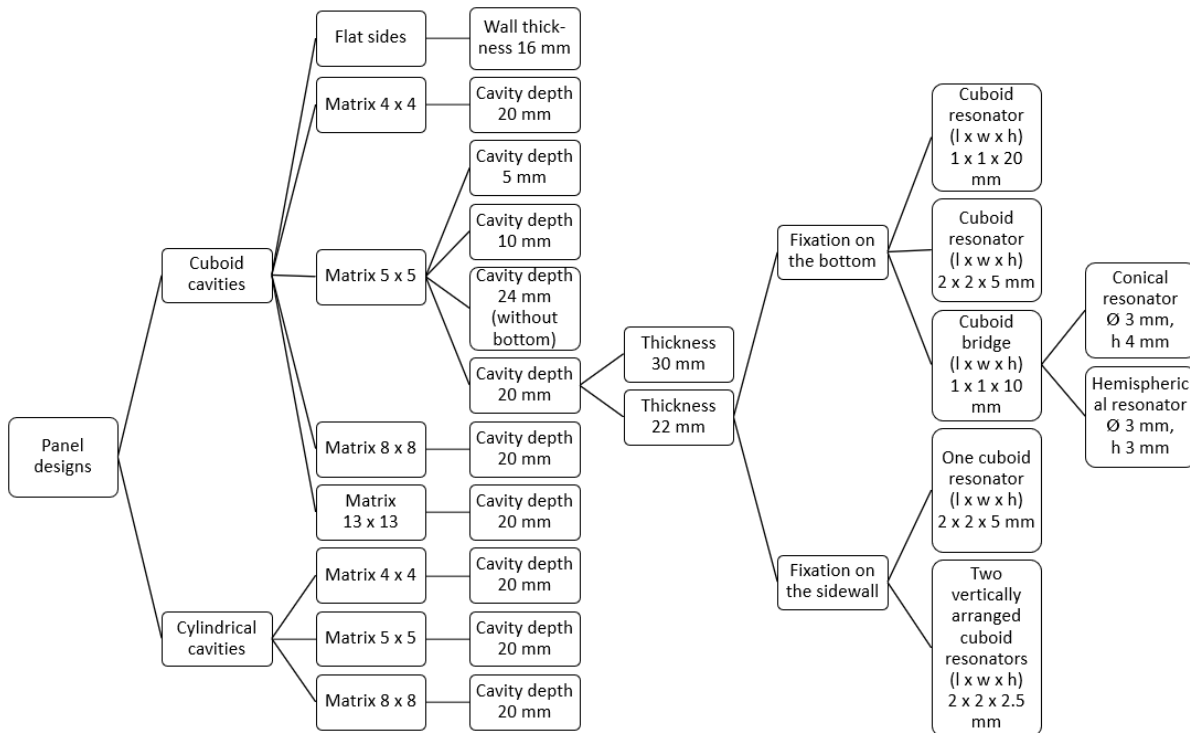 Panel
designs
Cuboid
cavities
Cylindrical
cavities
Flat sides
Matrix 4 x 4
Matrix 5 x 5
Matrix 8 x 8
Matrix
13 x 13
Matrix 4 x 4
Matrix 5 x 5
Matrix 8 x 8
Wall thick-
ness 16 mm
Cavity depth
20 mm
Cavity depth
5 mm
Cavity depth
10 mm
Cavity depth
24 mm
(without
bottom)
Cavity depth
20 mm
Cavity depth
20 mm
Cavity depth
20 mm
Cavity depth
20 mm
Cavity depth
20 mm
Cavity depth
20 mm
Thickness
30 mm
Thickness
22 mm
Fixation on
the bottom
Fixation on
the sidewall
Cuboid
resonator
(l x w x h)
1 x 1 x 20
mm
Cuboid
resonator
(l x w x h)
2 x 2 x 5 mm
Cuboid
bridge
(l x w x h)
1 x 1 x 10
mm
One cuboid
resonator
(l x w x h)
2 x 2 x 5 mm
Two
vertically
arranged
cuboid
resonators
(l x w x h)
2 x 2 x 2.5
mm
Conical
resonator
Ø 3 mm,
h 4 mm
Hemispheric
al resonator
Ø 3 mm,
h 3 mm